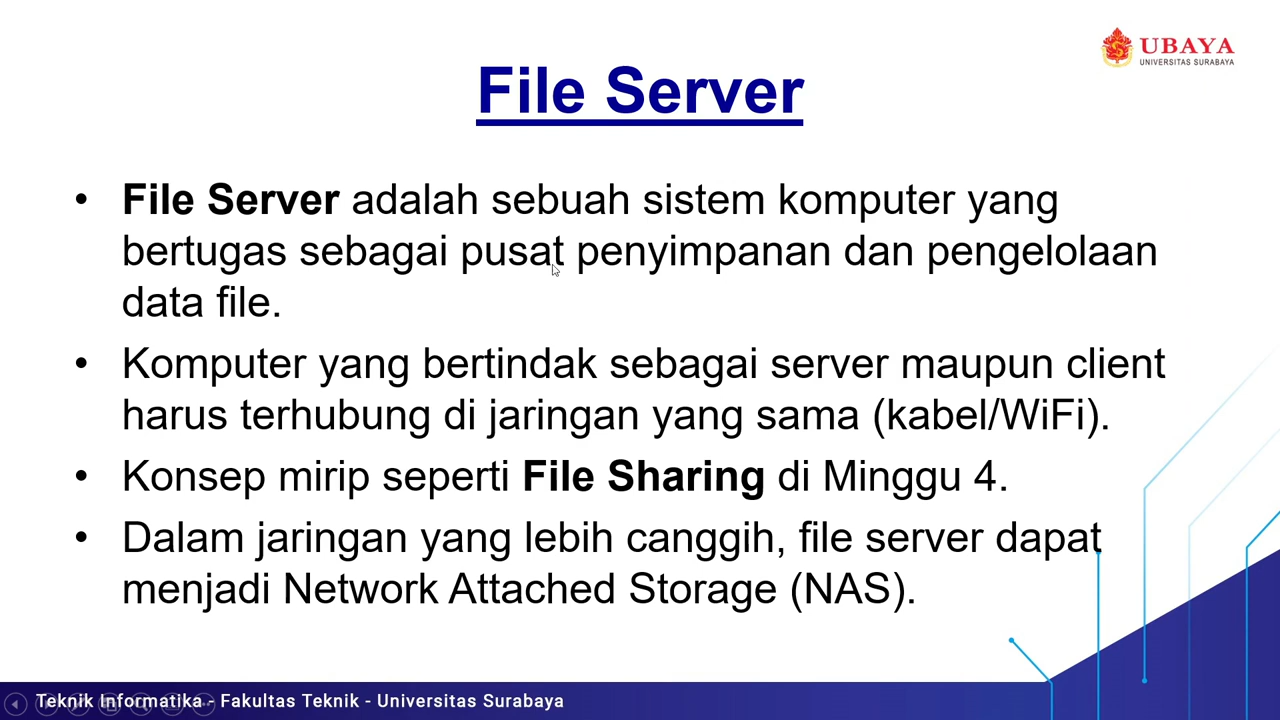 UBAYA
UNIVERSITAS SURABAYA
File Server
• File Server adalah sebuah sistem komputer yang
bertugas sebagai pusat penyimpanan dan pengelolaan
data file.
• Komputer yang bertindak sebagai server maupun client
harus terhubung di jaringan yang sama (kabel/WiFi).
• Konsep mirip seperti File Sharing di Minggu 4.
• Dalam jaringan yang lebih canggih, file server dapat
menjadi Network Attached Storage (NAS).
Teknik Informatika - Fakultas Teknik - Universitas Surabaya